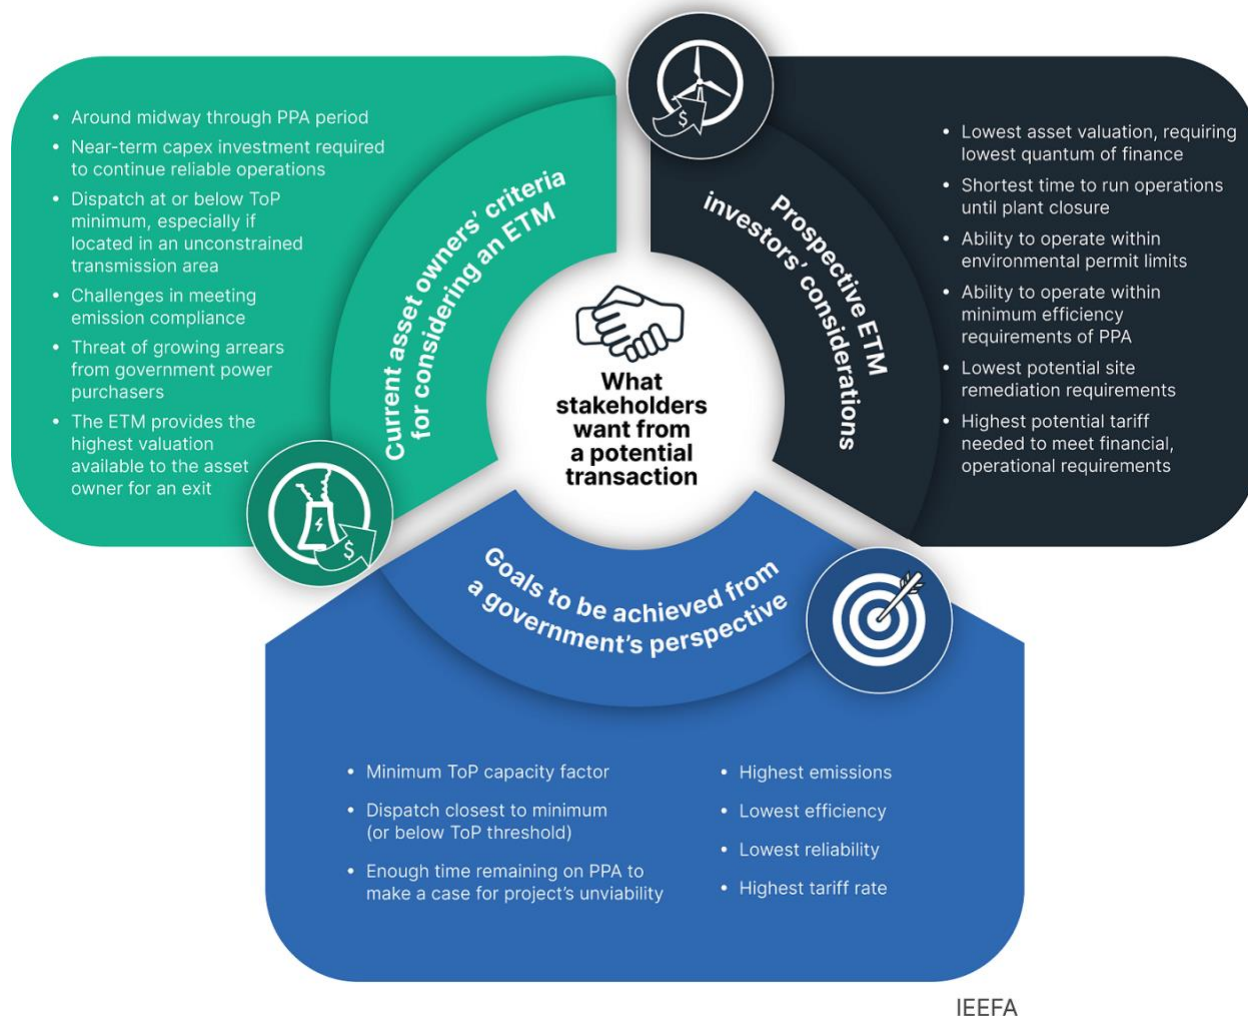 Current asset owners' criteria
for considering an ETM
• Around midway through PPA period
• Near-term capex investment required
to continue reliable operations
• Dispatch at or below ToP
minimum, especially if
located in an unconstrained
transmission area
• Challenges in meeting
emission compliance
• Threat of growing arrears
from government power
purchasers
• The ETM provides the
highest valuation
available to the asset
owner for an exit
$
What
stakeholders
want from
a potential
transaction
$
Prospective ETM
investors' considerations
• Lowest asset valuation, requiring
lowest quantum of finance
• Shortest time to run operations
until plant closure
• Ability to operate within
environmental permit limits
• Ability to operate within
minimum efficiency
requirements of PPA
• Lowest potential site
remediation requirements
• Highest potential tariff
needed to meet financial,
operational requirements
Goals to be achieved from
a government's perspective
• Minimum ToP capacity factor
• Dispatch closest to minimum
(or below ToP threshold)
• Enough time remaining on PPA to
make a case for project's unviability
• Highest emissions
• Lowest efficiency
• Lowest reliability
• Highest tariff rate
IEEFA